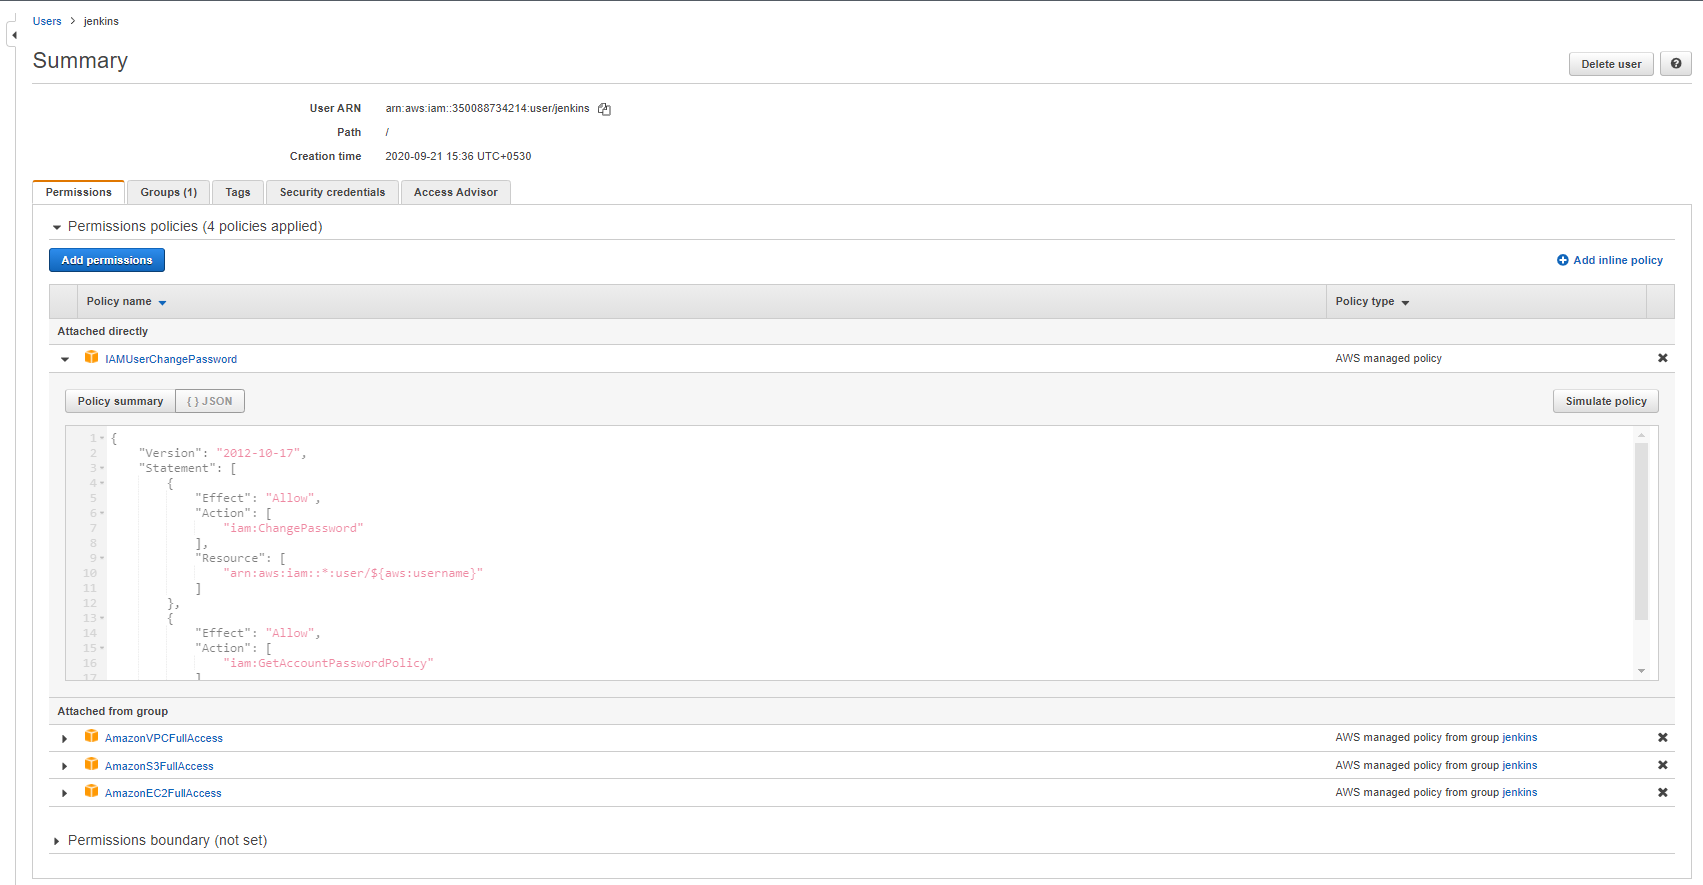 Users > jenkins
Summary
Delete user
User ARN arn:aws:iam::350088734214:user/jenkins
Path /
Creation time 2020-09-21 15:36 UTC+0530
Permissions Groups (1) Tags Security credentials Access Advisor
Permissions policies (4 policies applied)
Add permissions Add inline policy
Policy name Policy type
Attached directly
IAMUserChangePassword AWS managed policy
Policy summary { } JSON Simulate policy
1 {
2 "Version": "2012-10-17",
3 "Statement": [
4 {
5 "Effect": "Allow",
6 "Action": [
7 "iam:ChangePassword"
8 ],
9 "Resource": [
10 "arn:aws:iam::*:user/${aws:username}"
11 ]
12 },
13 {
14 "Effect": "Allow",
15 "Action": [
16 "iam:GetAccountPasswordPolicy"
17 ]
Attached from group
AmazonVPCFullAccess AWS managed policy from group jenkins
AmazonS3FullAccess AWS managed policy from group jenkins
AmazonEC2FullAccess AWS managed policy from group jenkins
Permissions boundary (not set)